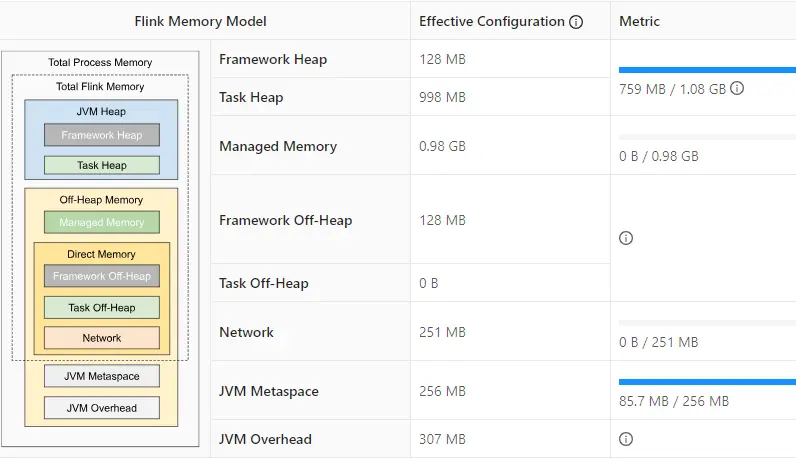 Flink Memory Model
Effective Configuration
Metric
Total Process Memory
Total Flink Memory
JVM Heap
Framework Heap
Task Heap
Off-Heap Memory
Managed Memory
Direct Memory
Framework Off-Heap
Task Off-Heap
Network
JVM Metaspace
JVM Overhead
Framework Heap
128 MB
759 MB / 1.08 GB
Task Heap
998 MB
Managed Memory
0.98 GB
0 B / 0.98 GB
Framework Off-Heap
128 MB
Task Off-Heap
0 B
Network
251 MB
0 B / 251 MB
JVM Metaspace
256 MB
85.7 MB / 256 MB
JVM Overhead
307 MB